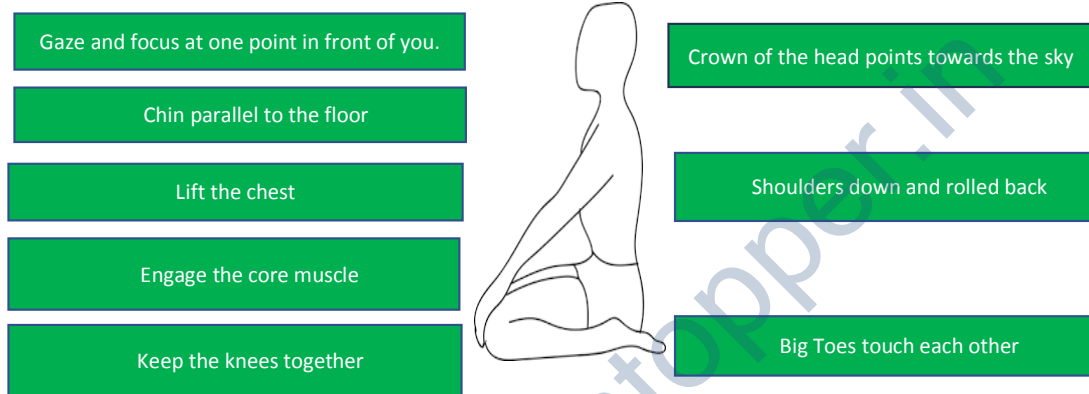 Gaze and focus at one point in front of you.
Chin parallel to the floor
Lift the chest
Engage the core muscle
Keep the knees together
Crown of the head points towards the sky
Shoulders down and rolled back
Big Toes touch each other
topper.in